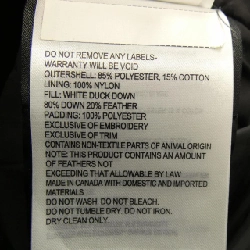 DO NOT REMOVE ANY LABELS-
WARRANTY WILL BE VOID
OUTERSHELL: 85% POLYESTER, 15% COTTON
LINING: 100% NYLON
FILL: WHITE DUCK DOWN
80% DOWN 20% FEATHER
PADDING: 100% POLYESTER
EXCLUSIVE OF EMBROIDERY
EXCLUSIVE OF TRIM
CONTAINS NON-TEXTILE PARTS OF ANIMAL ORIGIN
NOTE: THIS PRODUCT CONTAINS AN AMOUNT
OF FEATHERS NOT
EXCEEDING THAT ALLOWABLE BY LAW
MADE IN CANADA WITH DOMESTIC AND IMPORTED
MATERIALS
DO NOT WASH. DO NOT BLEACH.
DO NOT TUMBLE DRY. DO NOT IRON.
DRY CLEAN ONLY.